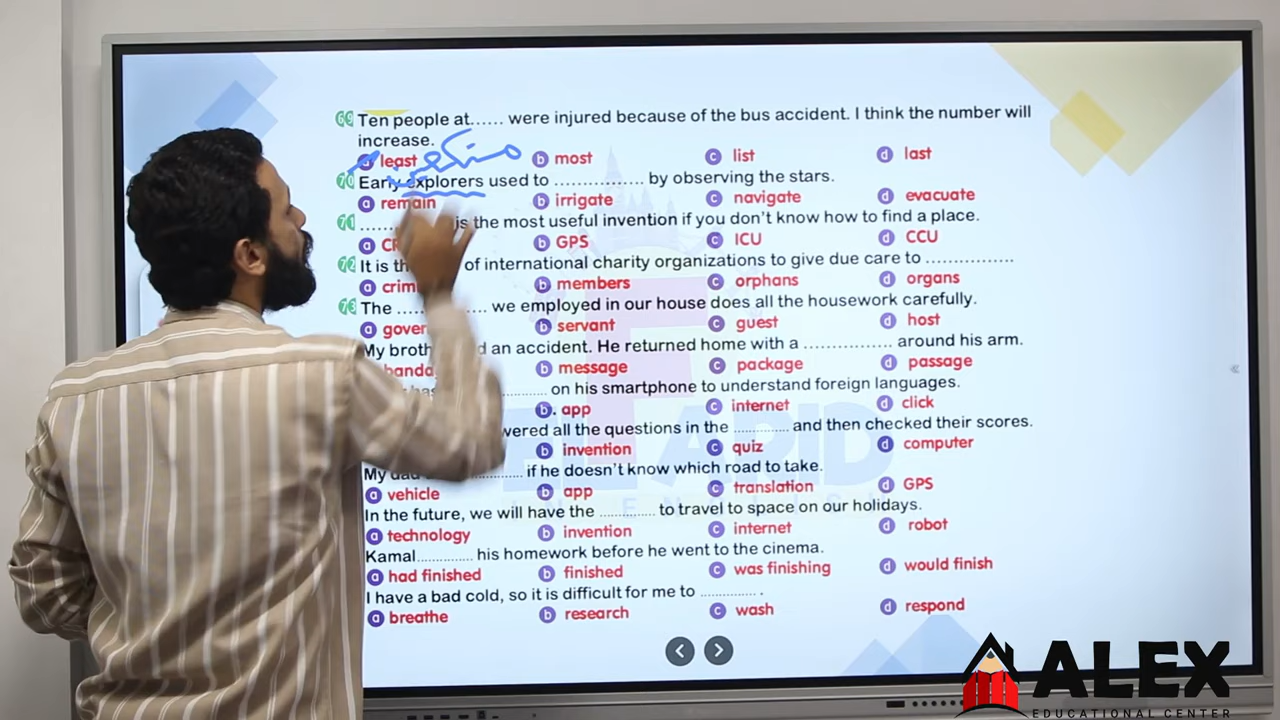 69 Ten people at...... were injured because of the bus accident. I think the number will
increase.
a least b most c list d last
مستكشفين
70 Early explorers used to ................ by observing the stars.
a remain b irrigate c navigate d evacuate
71 ...... is the most useful invention if you don't know how to find a place.
a b GPS c ICU d CCU
72 It is of international charity organizations to give due care to ................
a b members c orphans d organs
73 The ................ we employed in our house does all the housework carefully.
a b servant c guest d host
My an accident. He returned home with a ................ around his arm.
b message c package d passage
............ on his smartphone to understand foreign languages.
b. app c internet d click
all the questions in the ............. and then checked their scores.
b invention c quiz d computer
My dad ............. if he doesn't know which road to take.
a vehicle b app c translation d GPS
In the future, we will have the ............. to travel to space on our holidays.
a technology b invention c internet d robot
Kamal............. his homework before he went to the cinema.
a had finished b finished c was finishing d would finish
I have a bad cold, so it is difficult for me to ............. .
a breathe b research c wash d respond
ALEX
EDUCATIONAL CENTER